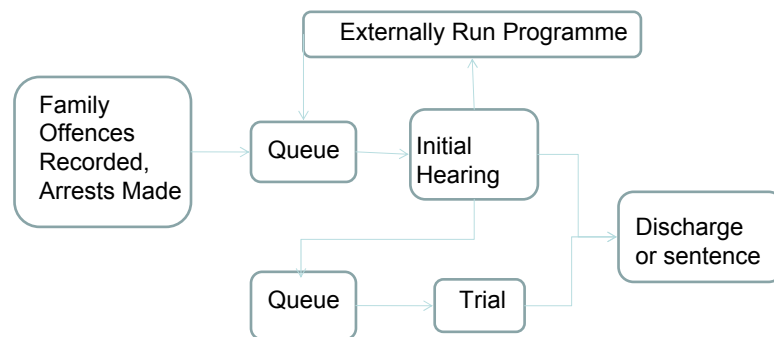 Externally Run Programme
Family
Offences
Recorded,
Arrests Made
Queue
Initial
Hearing
Discharge
or sentence
Queue
Trial